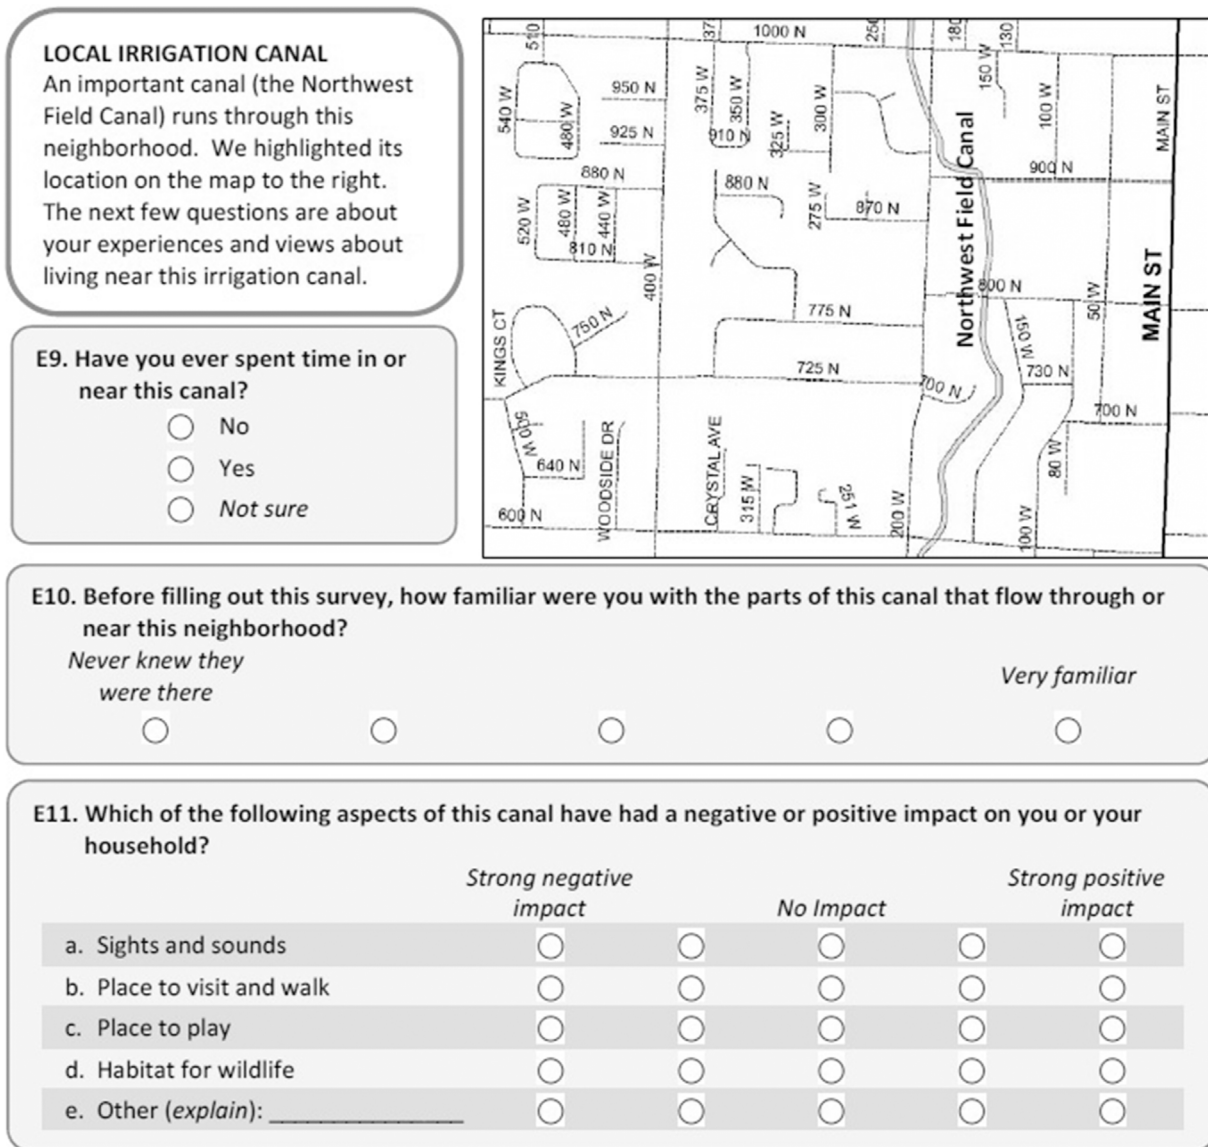 LOCAL IRRIGATION CANAL
An important canal (the Northwest
Field Canal) runs through this
neighborhood. We highlighted its
location on the map to the right.
The next few questions are about
your experiences and views about
living near this irrigation canal.
E9. Have you ever spent time in or
near this canal?
No
Yes
Not sure
510
37
1000 N
250
180
130
540 W
480 W
950 N
925 N
375 W
350 W
910 N
325 W
300 W
150 W
100 W
MAIN ST
880 N
880 N
900 N
520 W
480 W
440 W
810 N
400 W
275 W
870 N
Northwest Field Canal
800 N
50 W
MAIN ST
KINGS CT
750 N
775 N
725 N
700 N
150 W
730 N
700 N
500 W
640 N
600 N
WOODSIDE DR
CRYSTAL AVE
315 W
251 W
200 W
80 W
100 W
E10. Before filling out this survey, how familiar were you with the parts of this canal that flow through or
near this neighborhood?
Never knew they
were there
Very familiar
E11. Which of the following aspects of this canal have had a negative or positive impact on you or your
household?
Strong negative
impact
No Impact
Strong positive
impact
a. Sights and sounds
b. Place to visit and walk
c. Place to play
d. Habitat for wildlife
e. Other (explain): ________________